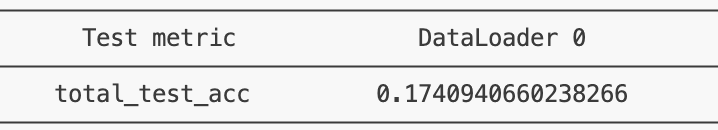 Test metric DataLoader 0
total_test_acc 0.1740940660238266